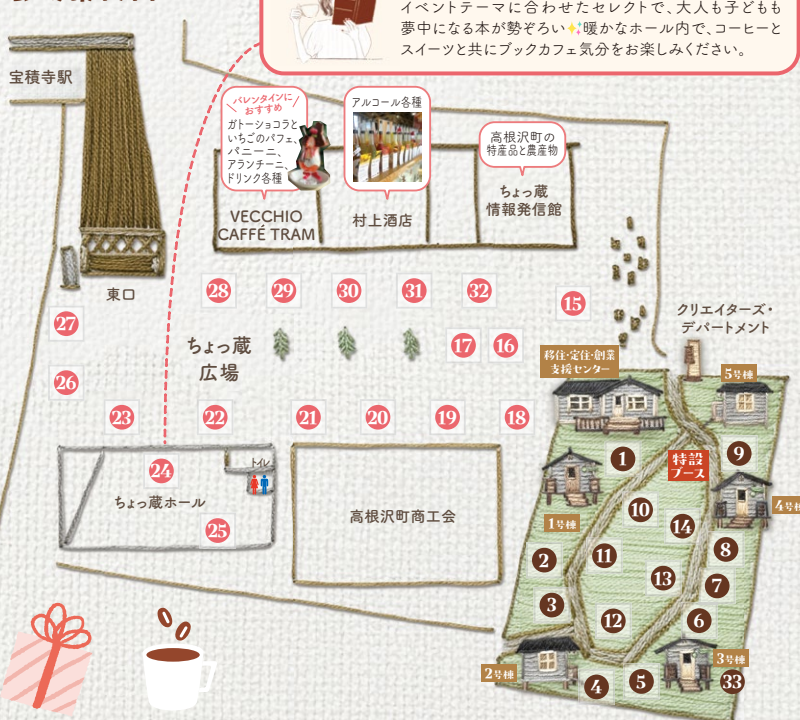 イベントテーマに合わせたセレクトで、大人も子どもも
夢中になる本が勢ぞろい✨暖かなホール内で、コーヒーと
スイーツと共にブックカフェ気分をお楽しみください。
宝積寺駅
バレンタインに
おすすめ
ガトーショコラと
いちごのパフェ、
パニーニ、
アランチーニ、
ドリンク各種
アルコール各種
高根沢町の
特産品と農産物
VECCHIO
CAFFÉ TRAM
村上酒店
ちょっ蔵
情報発信館
東口
28
29
30
31
32
15
27
ちょっ蔵
広場
17
16
クリエイターズ・
デパートメント
移住・定住・創業
支援センター
5号棟
26
23
22
21
20
19
18
24
トイレ
ちょっ蔵ホール
25
高根沢町商工会
1
特設
ブース
9
4号棟
1号棟
10
14
2
11
8
13
7
3
12
6
2号棟
4
5
3号棟
33